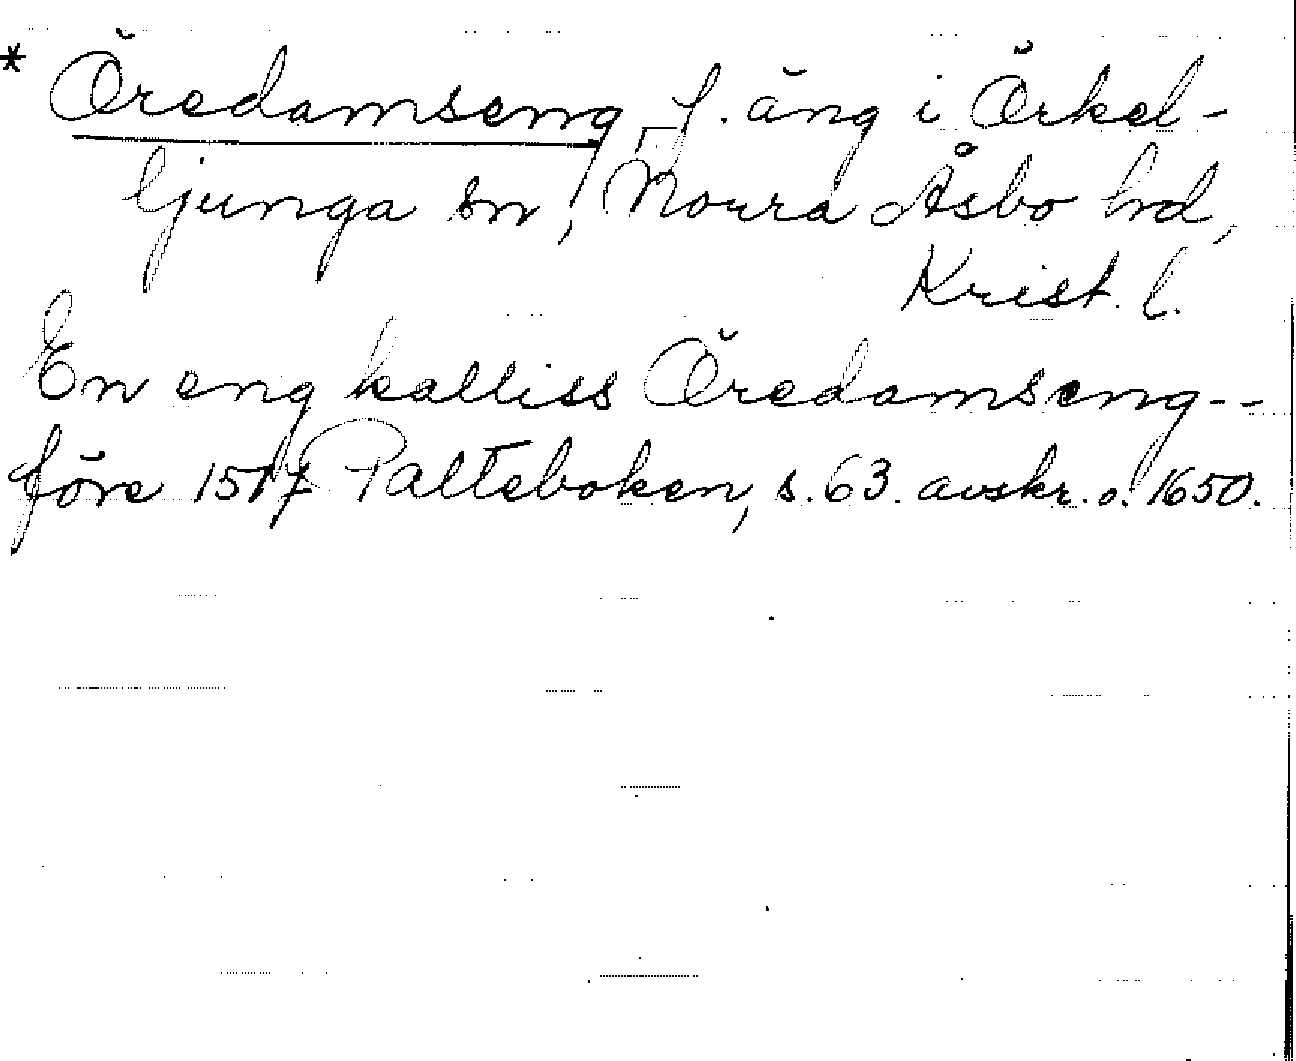 * Öredamseng, f. äng i Örkel-
ljunga sn, Norra Åsbo hd,
Krist. l.
En eng kalliss Öredamseng--
före 1517 Palteboken, s. 63. avskr. o. 1650.